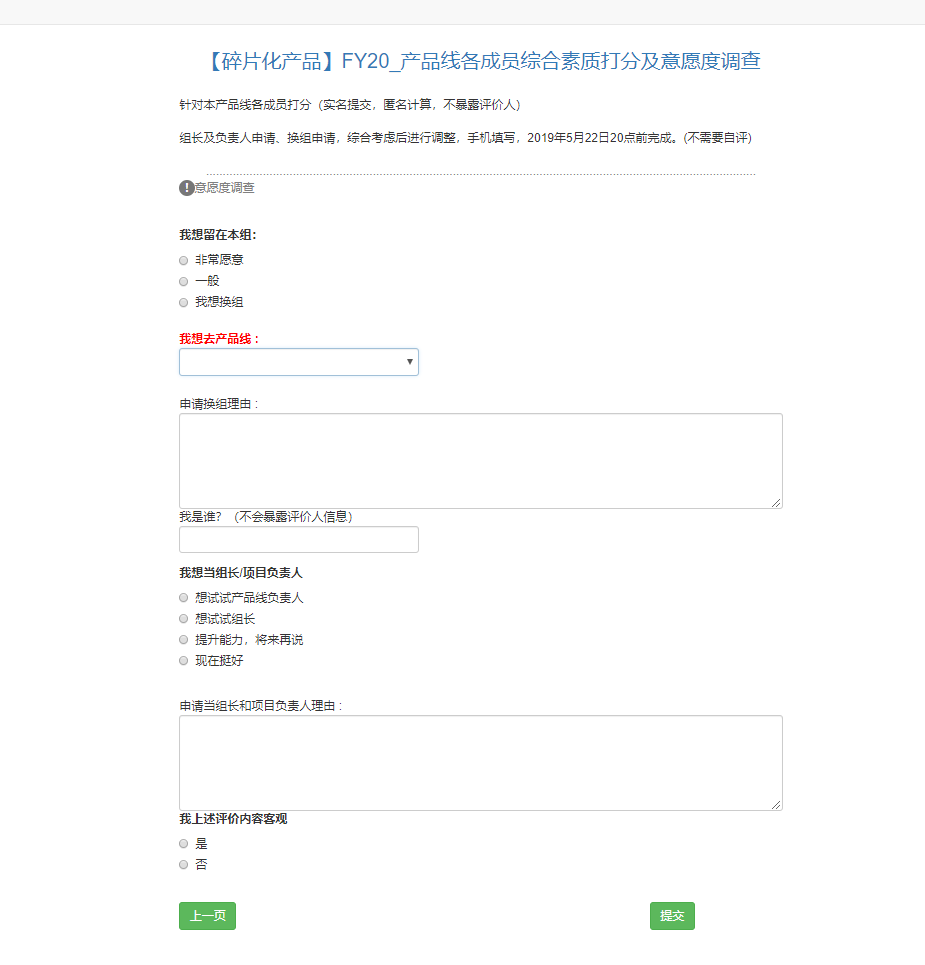 【碎片化产品】FY20_产品线各成员综合素质打分及意愿度调查
针对本产品线各成员打分（实名提交，匿名计算，不暴露评价人）
组长及负责人申请、换组申请，综合考虑后进行调整，手机填写，2019年5月22日20点前完成。(不需要自评)
!意愿度调查
我想留在本组：
非常愿意
一般
我想换组
我想去产品线：
申请换组理由：
我是谁？（不会暴露评价人信息）
我想当组长/项目负责人
想试试产品线负责人
想试试组长
提升能力，将来再说
现在挺好
申请当组长和项目负责人理由：
我上述评价内容客观
是
否
上一页
提交